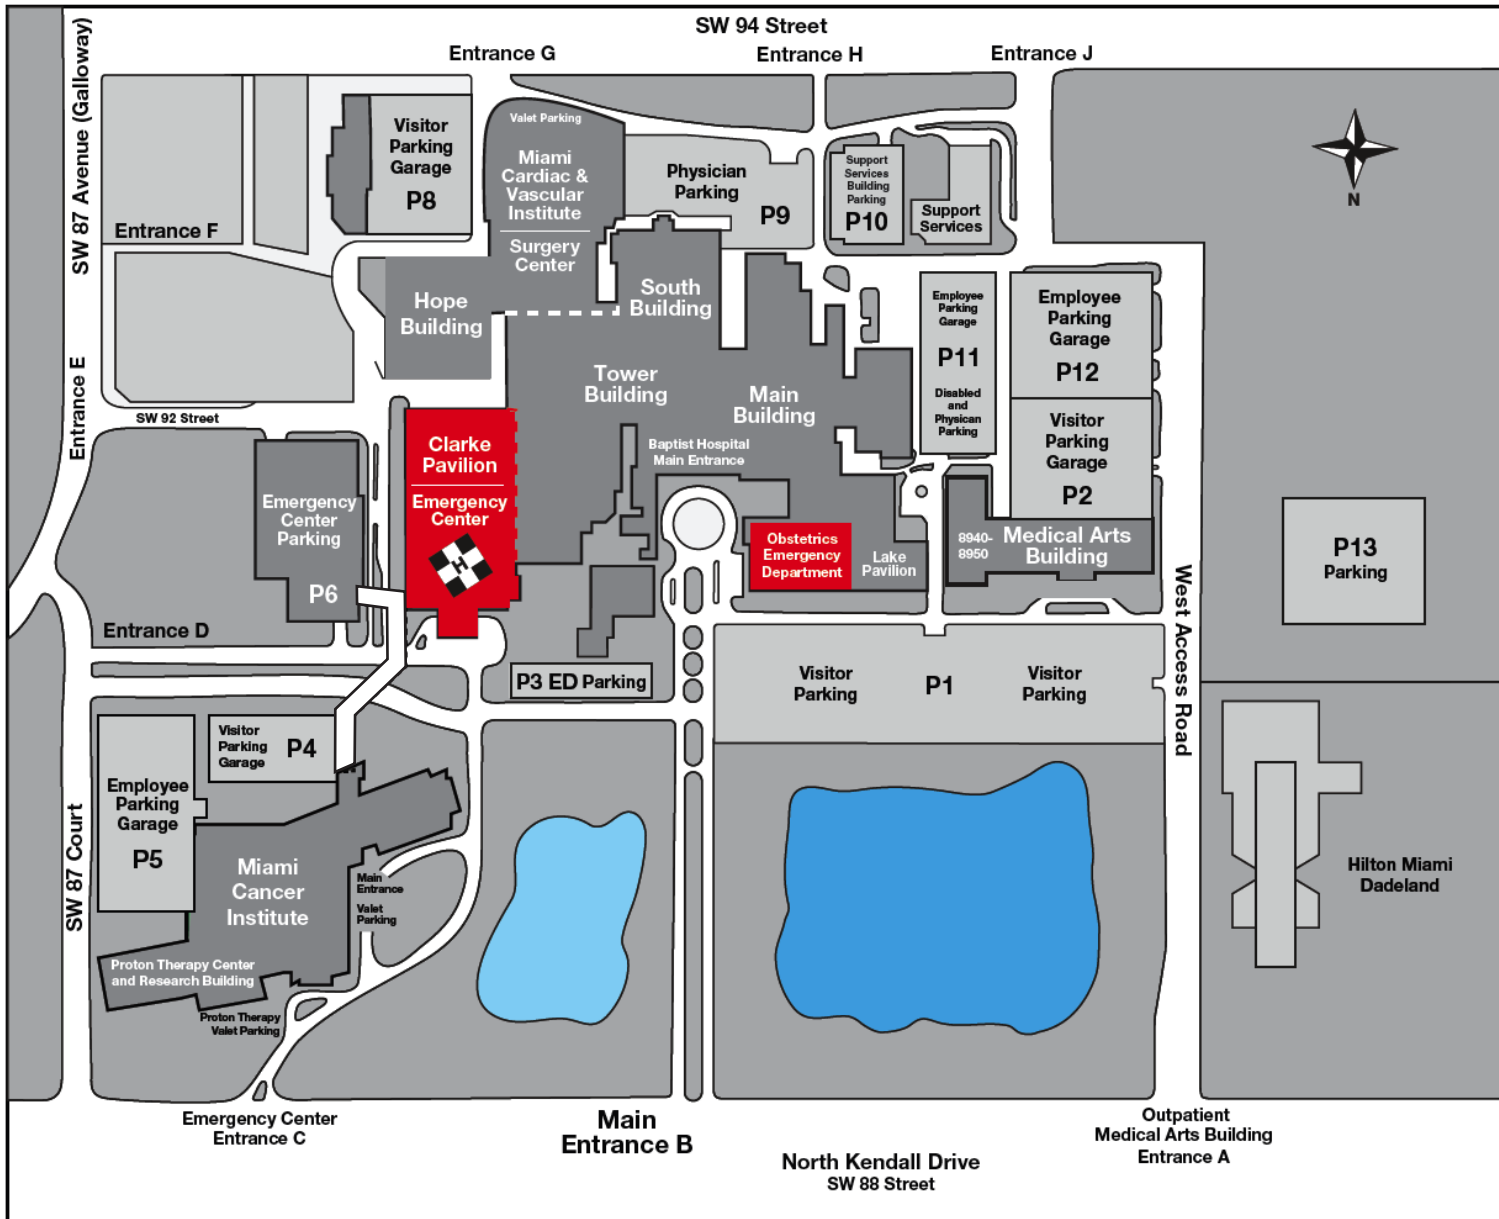 SW 94 Street
Entrance G
Entrance H
Entrance J
SW 87 Avenue (Galloway)
Valet Parking
Miami
Cardiac &
Vascular
Institute
Surgery
Center
Visitor
Parking
Garage
P8
Physician
Parking
P9
Support
Services
Building
Parking
P10
Support
Services
N
Entrance F
Hope
Building
South
Building
Employee
Parking
Garage
P11
Disabled
and
Physican
Parking
Employee
Parking
Garage
P12
Visitor
Parking
Garage
P2
Entrance E
SW 92 Street
Tower
Building
Main
Building
Baptist Hospital
Main Entrance
Clarke
Pavilion
Emergency
Center
H
Emergency
Center
Parking
P6
Obstetrics
Emergency
Department
Lake
Pavilion
8940-
8950
Medical Arts
Building
P13
Parking
Entrance D
P3 ED Parking
Visitor
Parking
P1
Visitor
Parking
West Access Road
Visitor
Parking
Garage
P4
Employee
Parking
Garage
P5
SW 87 Court
Miami
Cancer
Institute
Main
Entrance
Valet
Parking
Proton Therapy Center
and Research Building
Proton Therapy
Valet Parking
Hilton Miami
Dadeland
Emergency Center
Entrance C
Main
Entrance B
Outpatient
Medical Arts Building
Entrance A
North Kendall Drive
SW 88 Street